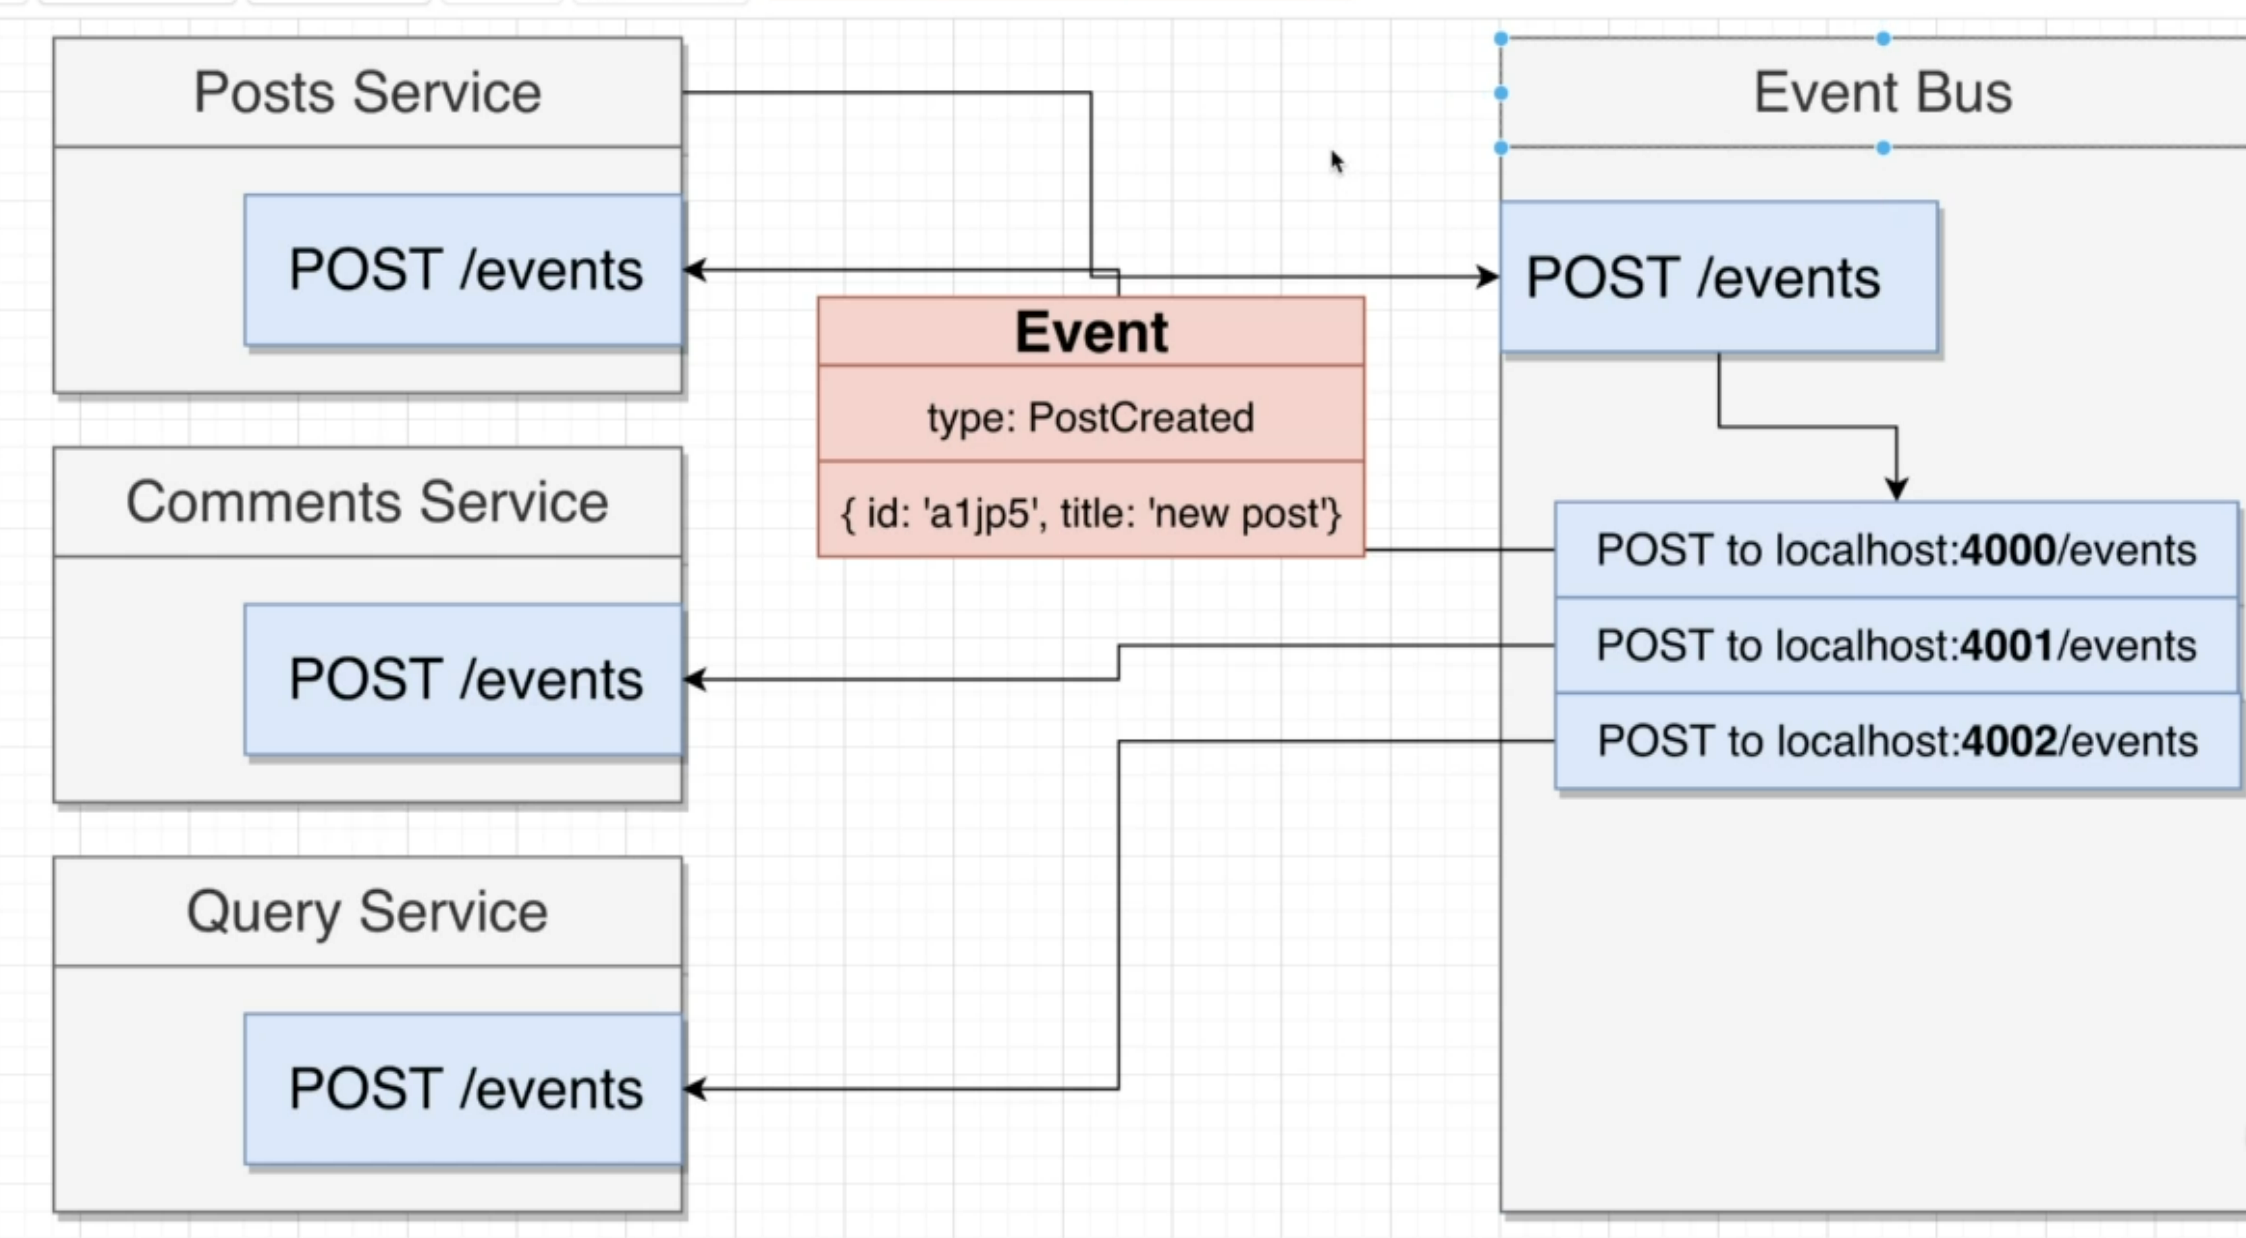 Posts Service
POST /events
Comments Service
POST /events
Query Service
POST /events
Event
type: PostCreated
{ id: 'a1jp5', title: 'new post'}
Event Bus
POST /events
POST to localhost:4000/events
POST to localhost:4001/events
POST to localhost:4002/events